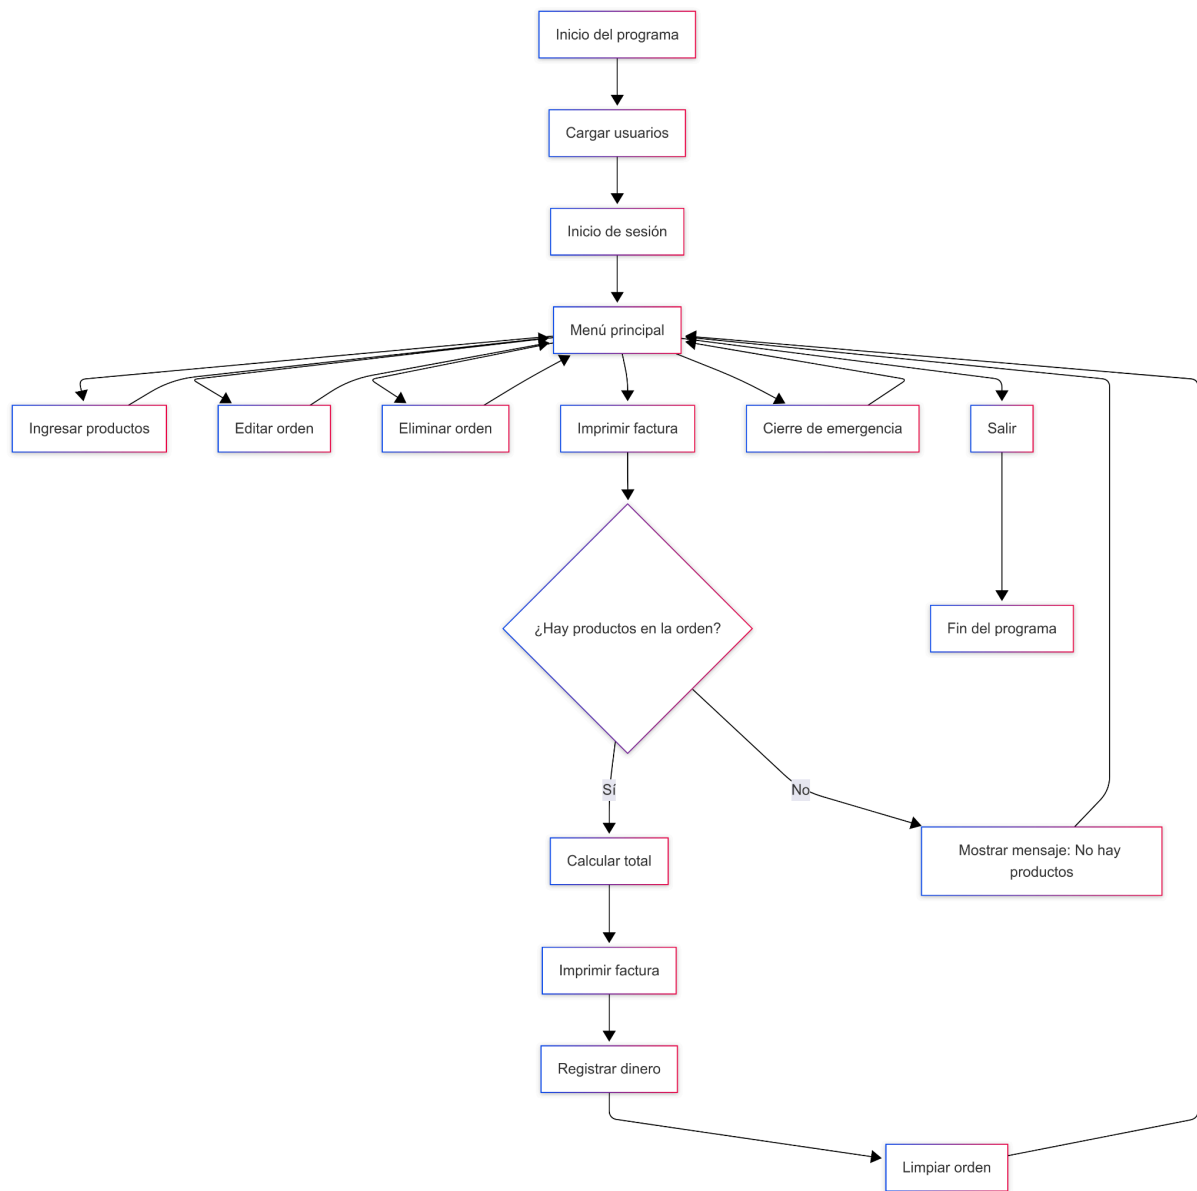 Inicio del programa
Cargar usuarios
Inicio de sesión
Menú principal
Ingresar productos
Editar orden
Eliminar orden
Imprimir factura
Cierre de emergencia
Salir
¿Hay productos en la orden?
Fin del programa
Sí
No
Calcular total
Mostrar mensaje: No hay
productos
Imprimir factura
Registrar dinero
Limpiar orden